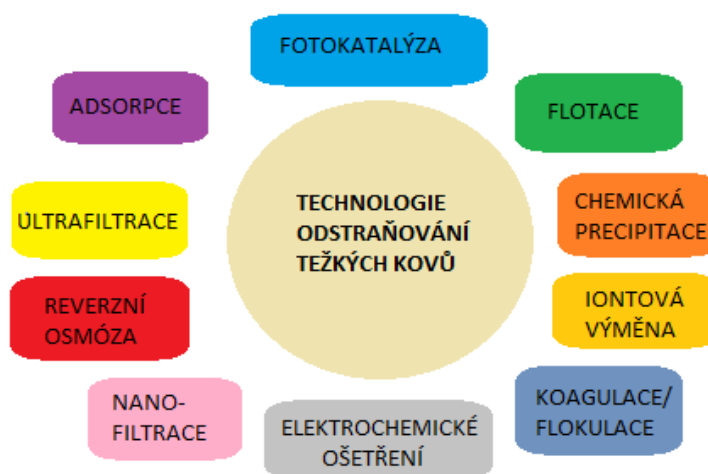 FOTOKATALÝZA
ADSORPCE
FLOTACE
ULTRAFILTRACE
TECHNOLOGIE
ODSTRAŇOVÁNÍ
TEŽKÝCH KOVŮ
CHEMICKÁ
PRECIPITACE
REVERZNÍ
OSMÓZA
IONTOVÁ
VÝMĚNA
NANO-
FILTRACE
ELEKTROCHEMICKÉ
OŠETŘENÍ
KOAGULACE/
FLOKULACE